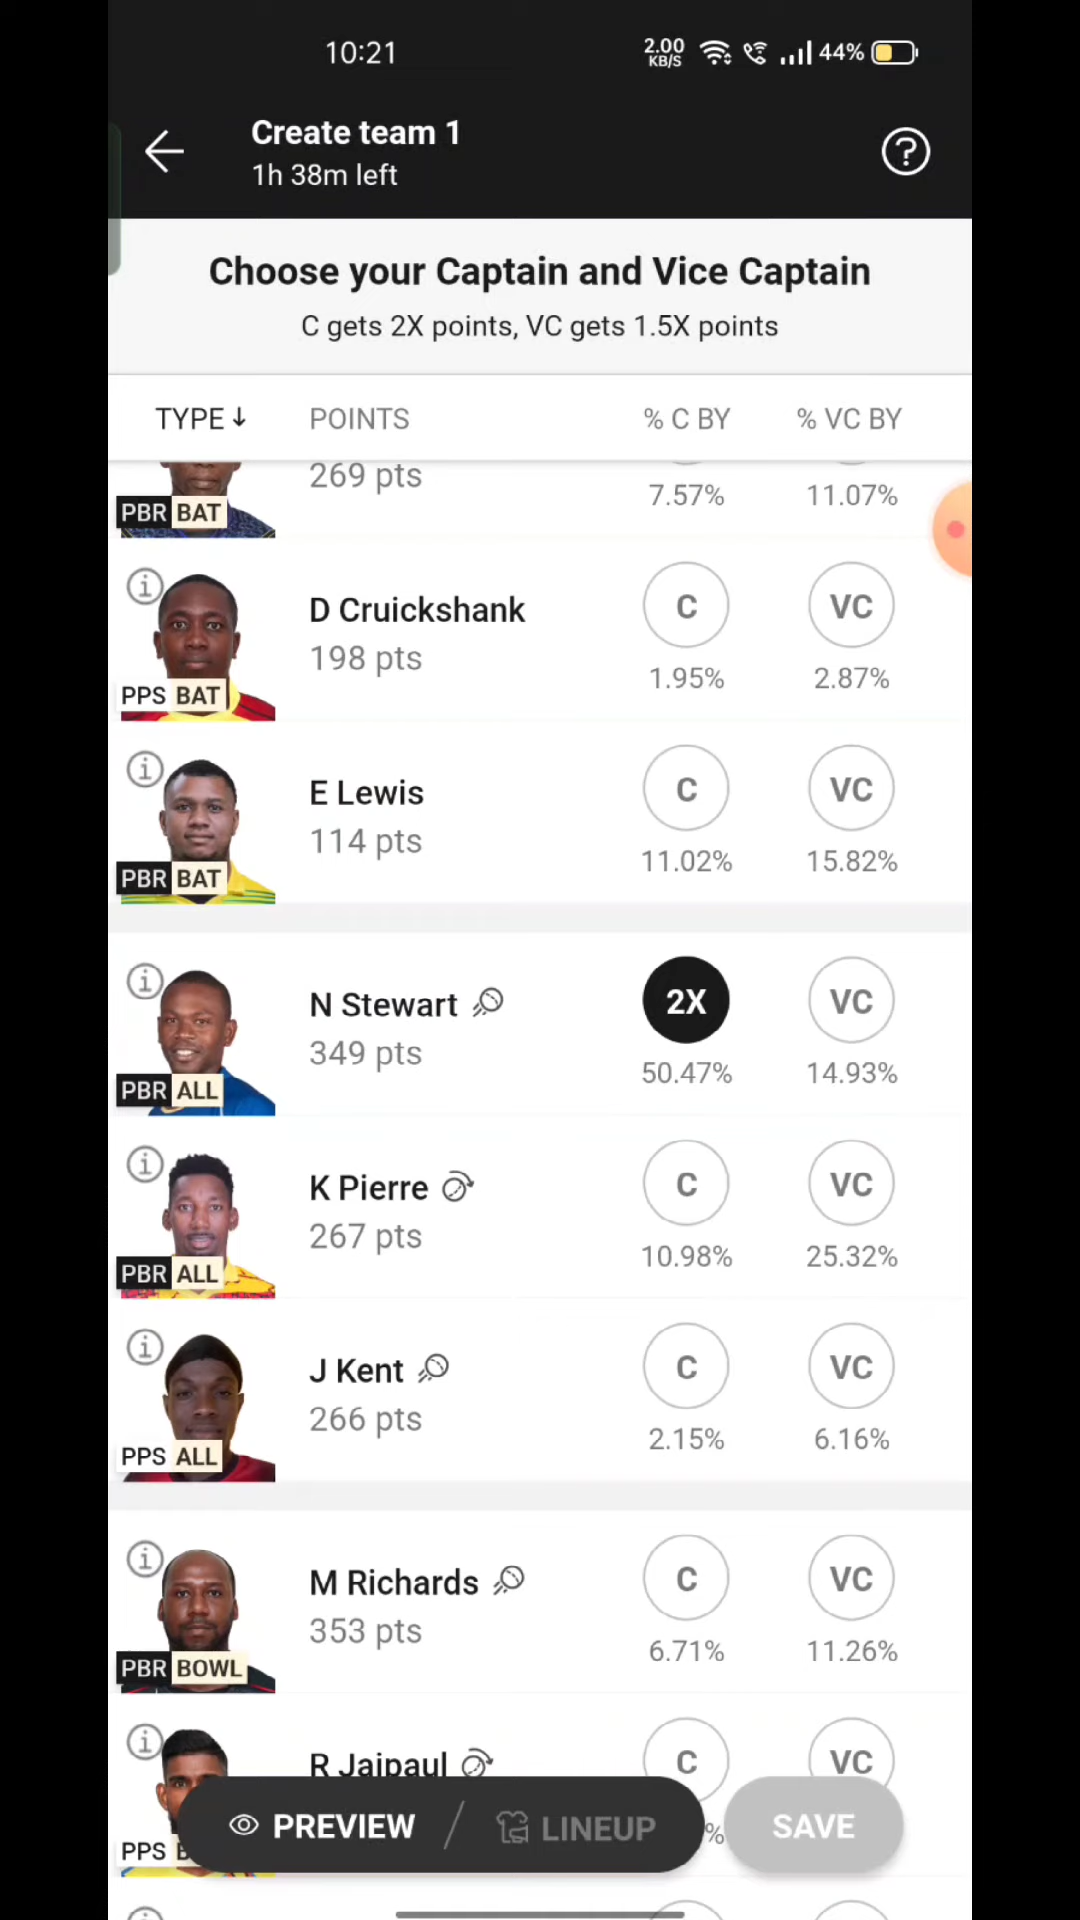 10:21
2.00 KB/S
44%
Create team 1
1h 38m left
?
Choose your Captain and Vice Captain
C gets 2X points, VC gets 1.5X points
TYPE↓ POINTS % C BY % VC BY
269 pts 7.57% 11.07%
PBR BAT
D Cruickshank C VC
198 pts 1.95% 2.87%
PPS BAT
E Lewis C VC
114 pts 11.02% 15.82%
PBR BAT
N Stewart 2X VC
349 pts 50.47% 14.93%
PBR ALL
K Pierre C VC
267 pts 10.98% 25.32%
PBR ALL
J Kent C VC
266 pts 2.15% 6.16%
PPS ALL
M Richards C VC
353 pts 6.71% 11.26%
PBR BOWL
R Jaipaul C VC
PREVIEW / LINEUP % SAVE
PPS